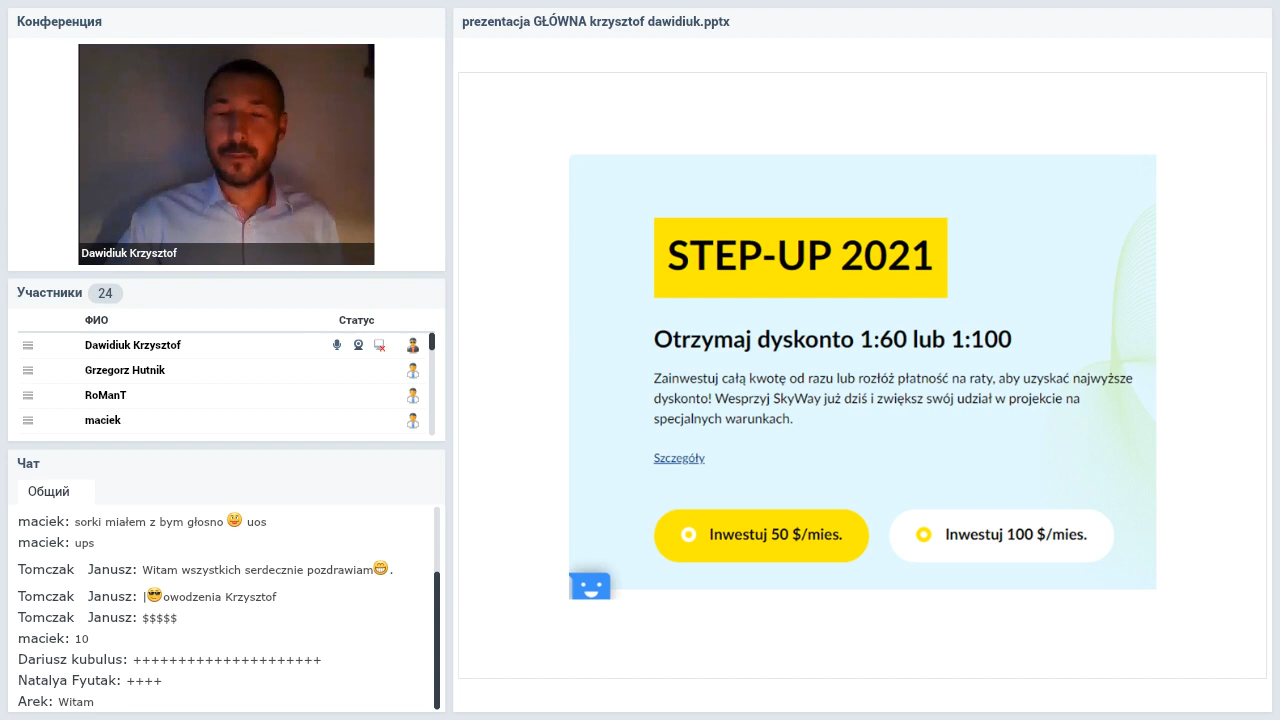 Конференция
Dawidiuk Krzysztof
Участники 24
ФИО Статус
Dawidiuk Krzysztof
Grzegorz Hutnik
RoManT
maciek
Чат
Общий
maciek: sorki miałem z bym głosno uos
maciek: ups
Tomczak Janusz: Witam wszystkich serdecznie pozdrawiam .
Tomczak Janusz: |owodzenia Krzysztof
Tomczak Janusz: $$$$$
maciek: 10
Dariusz kubulus: +++++++++++++++++++++
Natalya Fyutak: ++++
Arek: Witam
prezentacja GŁÓWNA krzysztof dawidiuk.pptx
STEP-UP 2021
Otrzymaj dyskonto 1:60 lub 1:100
Zainwestuj całą kwotę od razu lub rozłóż płatność na raty, aby uzyskać najwyższe
dyskonto! Wesprzyj SkyWay już dziś i zwiększ swój udział w projekcie na
specjalnych warunkach.
Szczegóły
Inwestuj 50 $/mies. Inwestuj 100 $/mies.